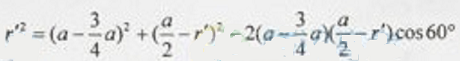 r'² = (a − 3/4 a)² + (a/2 − r')² − 2(a − 3/4 a)(a/2 − r') cos 60°